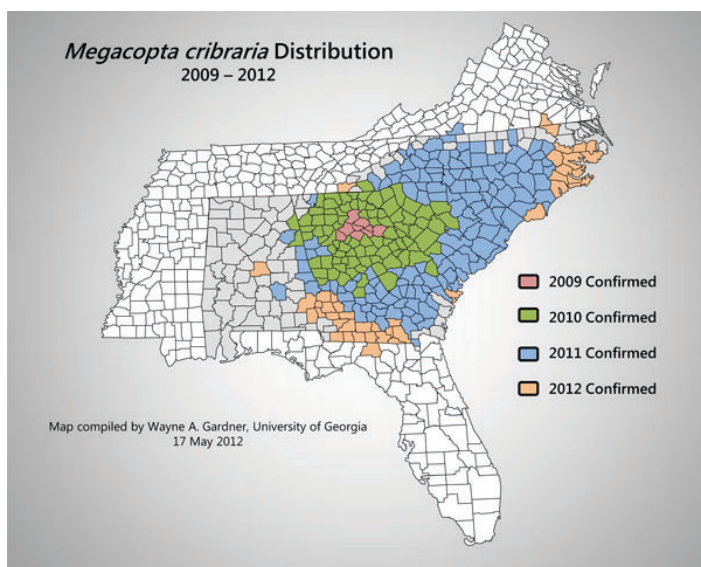 Megacopta cribraria Distribution
2009 – 2012
2009 Confirmed
2010 Confirmed
2011 Confirmed
2012 Confirmed
Map compiled by Wayne A. Gardner, University of Georgia
17 May 2012